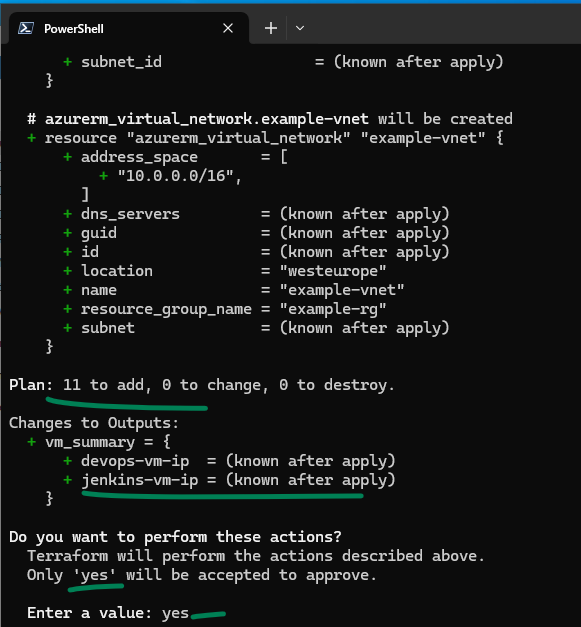 PowerShell
+ subnet_id = (known after apply)
}
# azurerm_virtual_network.example-vnet will be created
+ resource "azurerm_virtual_network" "example-vnet" {
+ address_space = [
+ "10.0.0.0/16",
]
+ dns_servers = (known after apply)
+ guid = (known after apply)
+ id = (known after apply)
+ location = "westeurope"
+ name = "example-vnet"
+ resource_group_name = "example-rg"
+ subnet = (known after apply)
}
Plan: 11 to add, 0 to change, 0 to destroy.
Changes to Outputs:
+ vm_summary = {
+ devops-vm-ip = (known after apply)
+ jenkins-vm-ip = (known after apply)
}
Do you want to perform these actions?
Terraform will perform the actions described above.
Only 'yes' will be accepted to approve.
Enter a value: yes